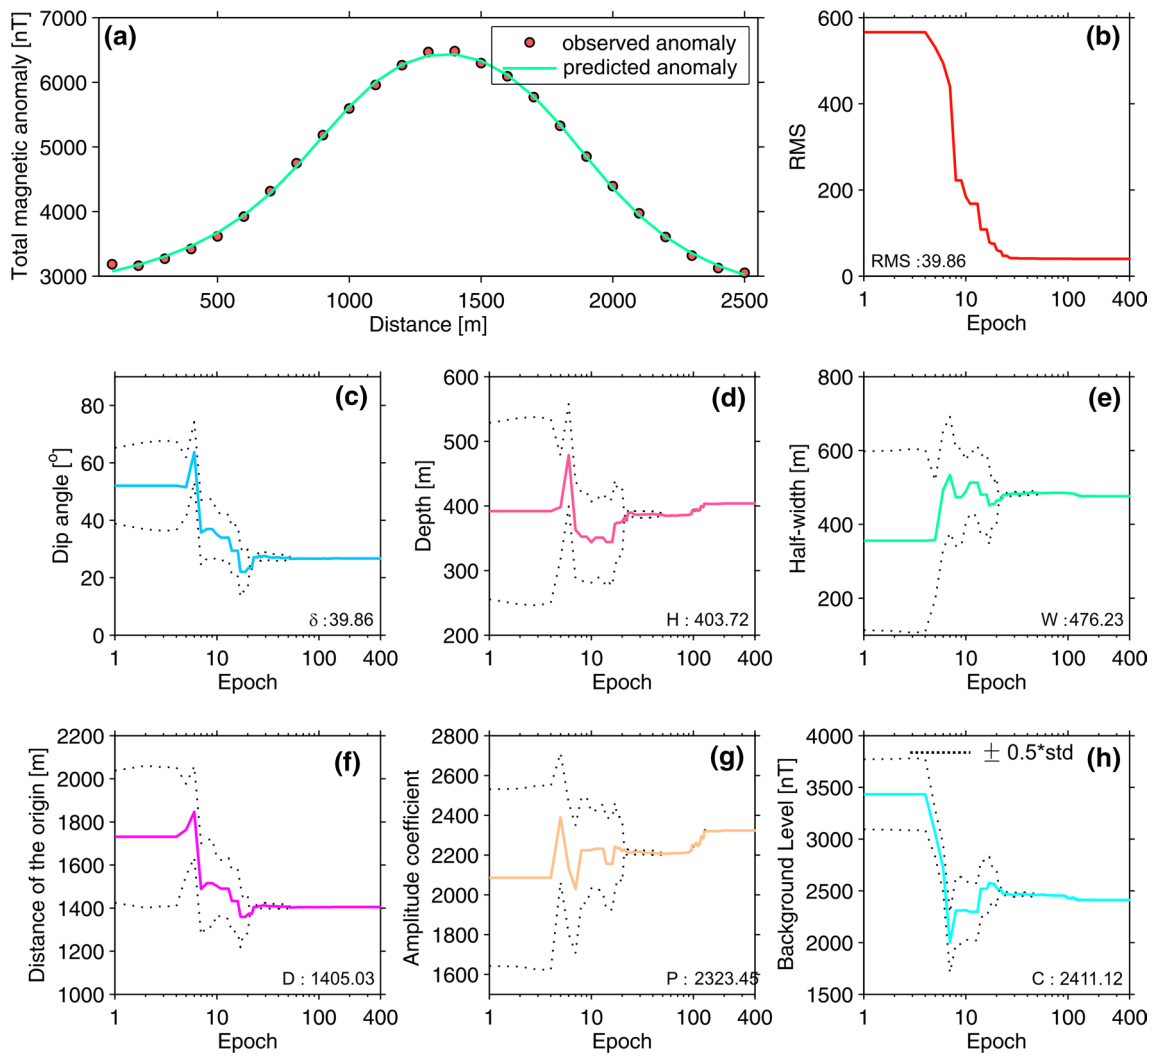 (a)
Total magnetic anomaly [nT]
7000
6000
5000
4000
3000
observed anomaly
predicted anomaly
500 1000 1500 2000 2500
Distance [m]
(b)
RMS
600
400
200
0
RMS :39.86
1 10 100 400
Epoch
(c)
Dip angle [°]
80
60
40
20
0
δ : 39.86
1 10 100 400
Epoch
(d)
Depth [m]
600
500
400
300
200
H : 403.72
1 10 100 400
Epoch
(e)
Half-width [m]
800
600
400
200
W :476.23
1 10 100 400
Epoch
(f)
Distance of the origin [m]
2200
2000
1800
1600
1400
1200
1000
D : 1405.03
1 10 100 400
Epoch
(g)
Amplitude coefficient
2800
2600
2400
2200
2000
1800
1600
P : 2323.45
1 10 100 400
Epoch
(h)
Background Level [nT]
4000
3500
3000
2500
2000
1500
± 0.5*std
C : 2411.12
1 10 100 400
Epoch